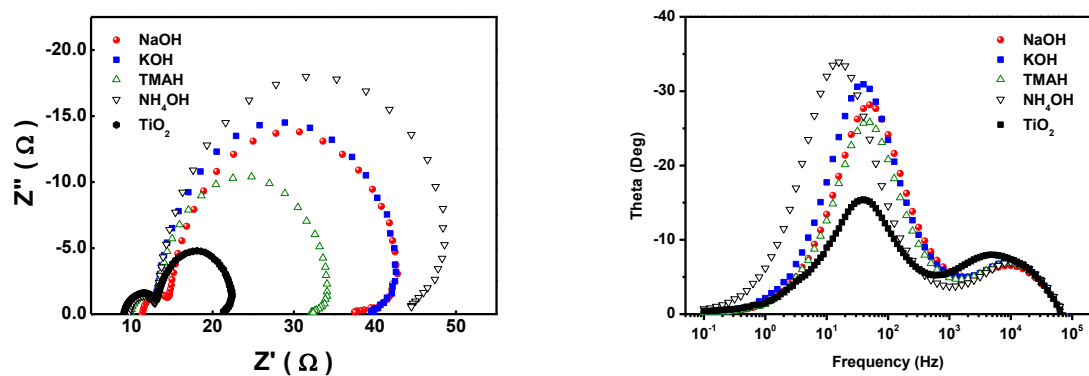 -20.0
-15.0
-10.0
-5.0
0.0
Z'' ( Ω )
NaOH
KOH
TMAH
NH₄OH
TiO₂
10 20 30 40 50
Z' ( Ω )
-40
-30
-20
-10
0
Theta (Deg)
NaOH
KOH
TMAH
NH₄OH
TiO₂
10⁻¹ 10⁰ 10¹ 10² 10³ 10⁴ 10⁵
Frequency (Hz)